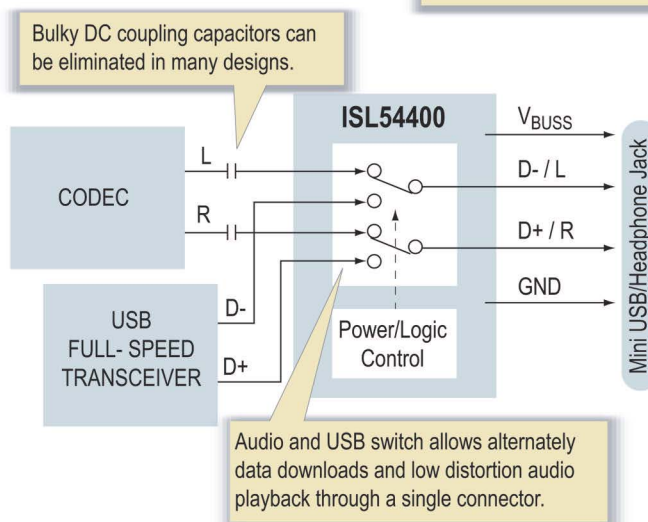 Bulky DC coupling capacitors can
be eliminated in many designs.
ISL54400
CODEC
L
R
USB
FULL- SPEED
TRANSCEIVER
D-
D+
Power/Logic
Control
VBUSS
D- / L
D+ / R
GND
Mini USB/Headphone Jack
Audio and USB switch allows alternately
data downloads and low distortion audio
playback through a single connector.